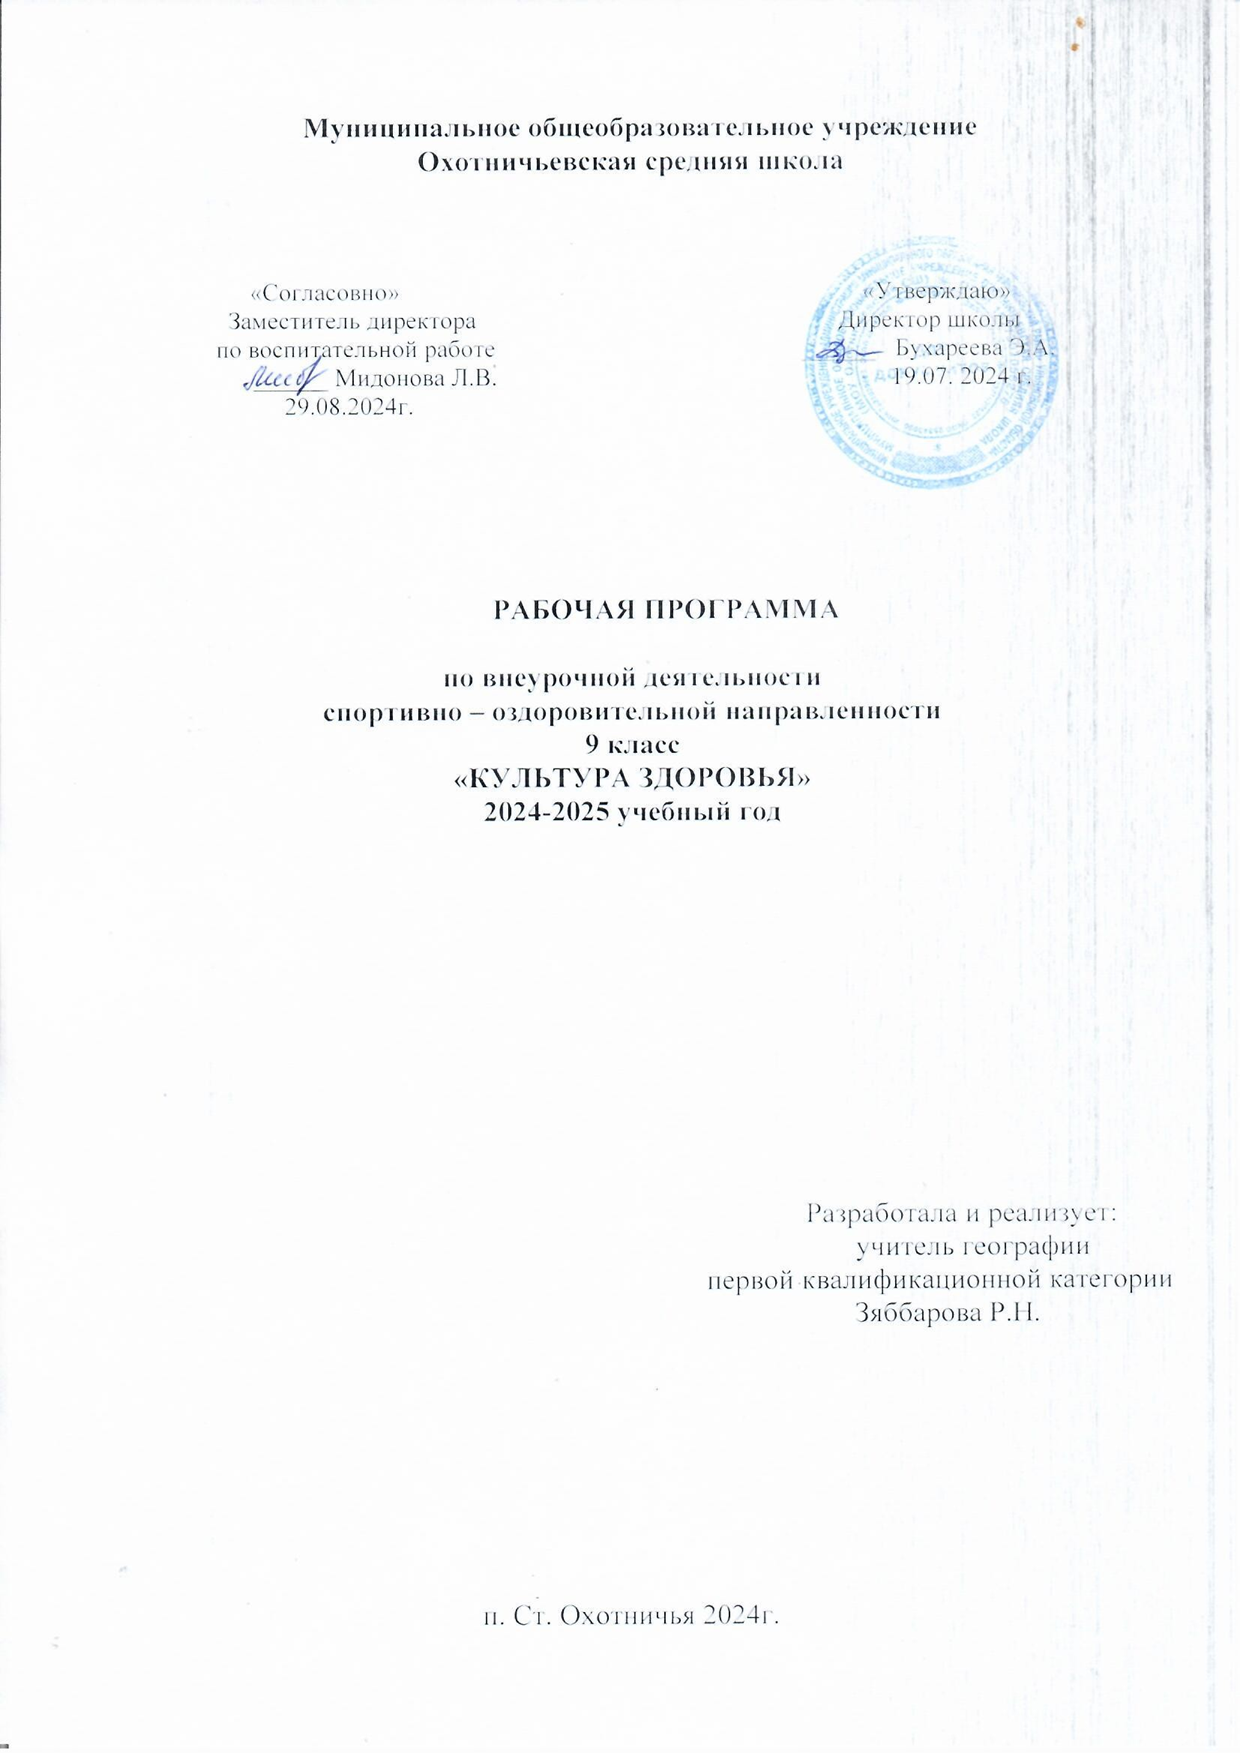 Муниципальное общеобразовательное учреждение
Охотничьевская средняя школа
«Согласовно»
Заместитель директора
по воспитательной работе
Мидонова Л.В.
29.08.2024г.
«Утверждаю»
Директор школы
Бухареева Э.А.
19.07. 2024 г.
РАБОЧАЯ ПРОГРАММА
по внеурочной деятельности
спортивно – оздоровительной направленности
9 класс
«КУЛЬТУРА ЗДОРОВЬЯ»
2024-2025 учебный год
Разработала и реализует:
учитель географии
первой квалификационной категории
Зяббарова Р.Н.
п. Ст. Охотничья 2024г.